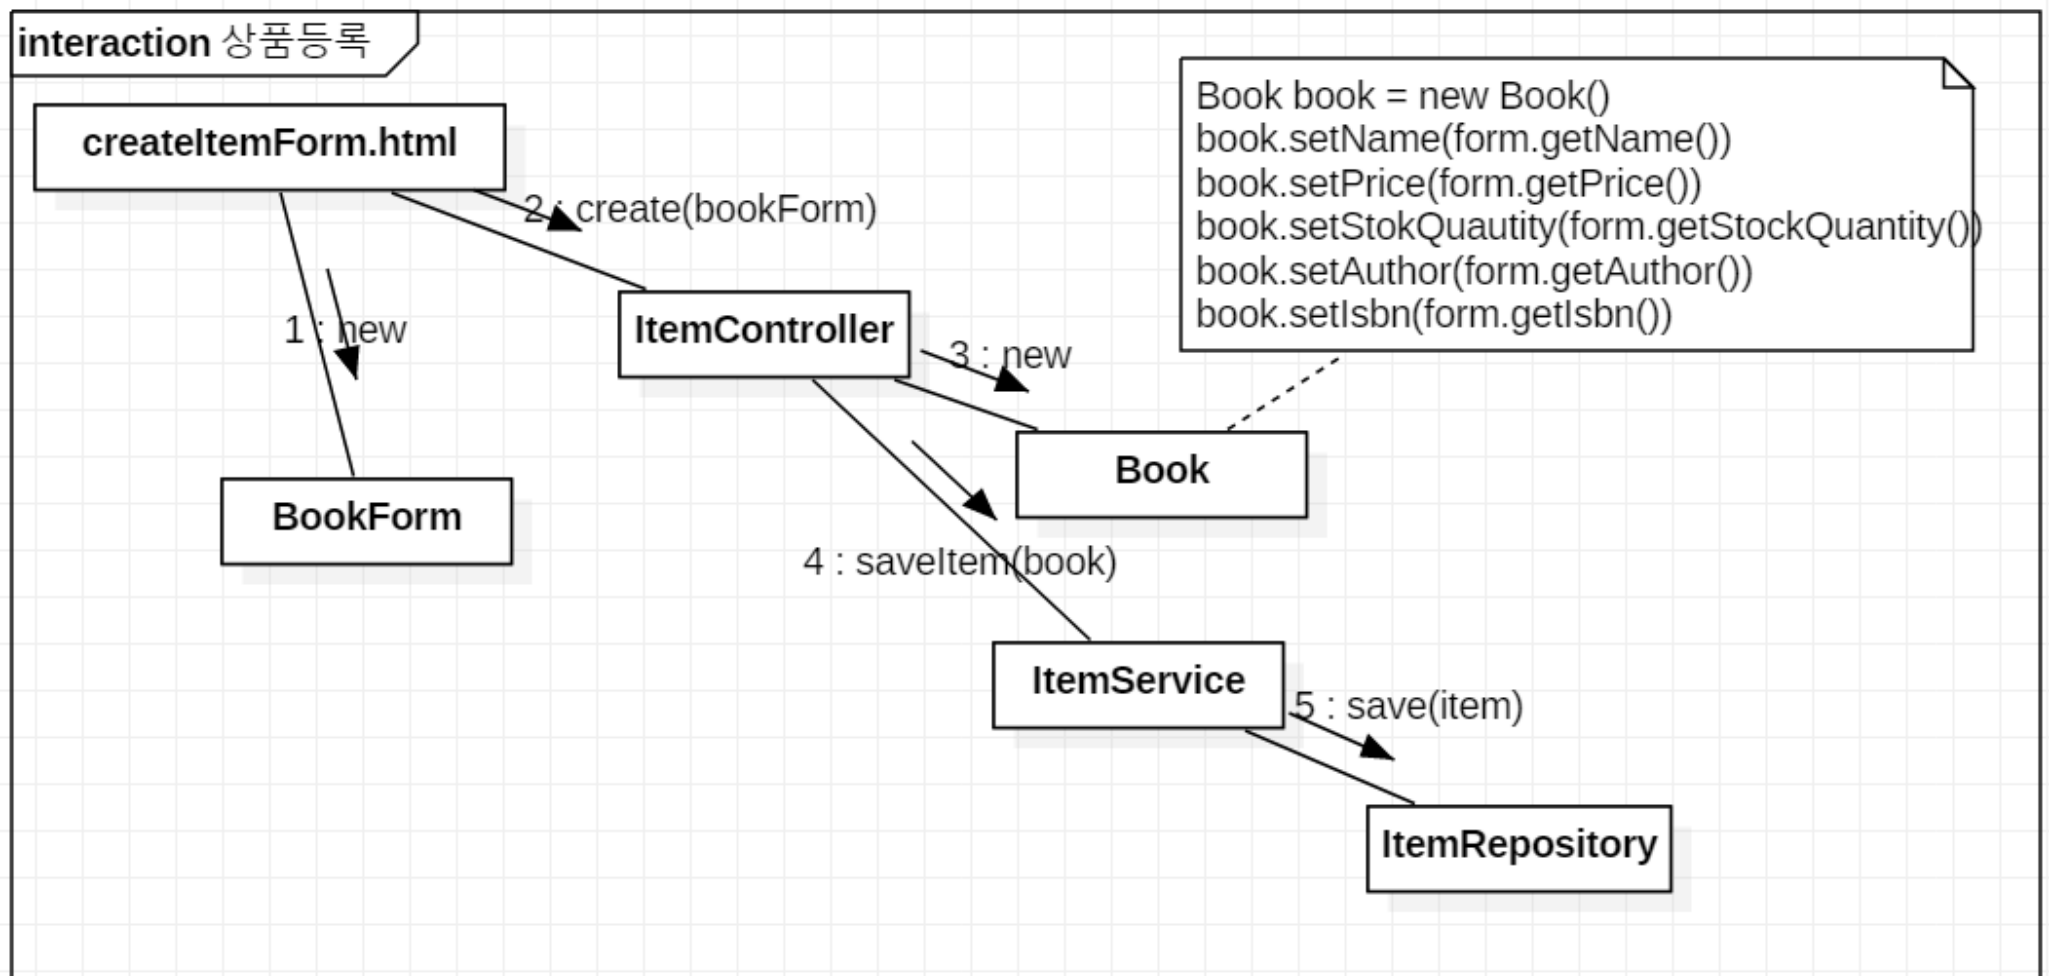 interaction 상품등록
createItemForm.html
Book book = new Book()
book.setName(form.getName())
book.setPrice(form.getPrice())
book.setStokQuautity(form.getStockQuantity())
book.setAuthor(form.getAuthor())
book.setIsbn(form.getIsbn())
2 : create(bookForm)
1 : new
ItemController
3 : new
Book
BookForm
4 : saveItem(book)
ItemService
5 : save(item)
ItemRepository